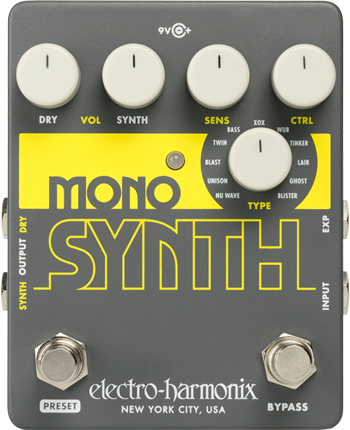 9V +
DRY VOL SYNTH SENS CTRL
XOX
BASS WUB
TWIN TINKER
BLAST LAIR
UNISON GHOST
NU WAVE BLISTER
TYPE
MONO
SYNTH
SYNTH OUTPUT DRY
INPUT EXP
electro-harmonix
PRESET NEW YORK CITY, USA BYPASS